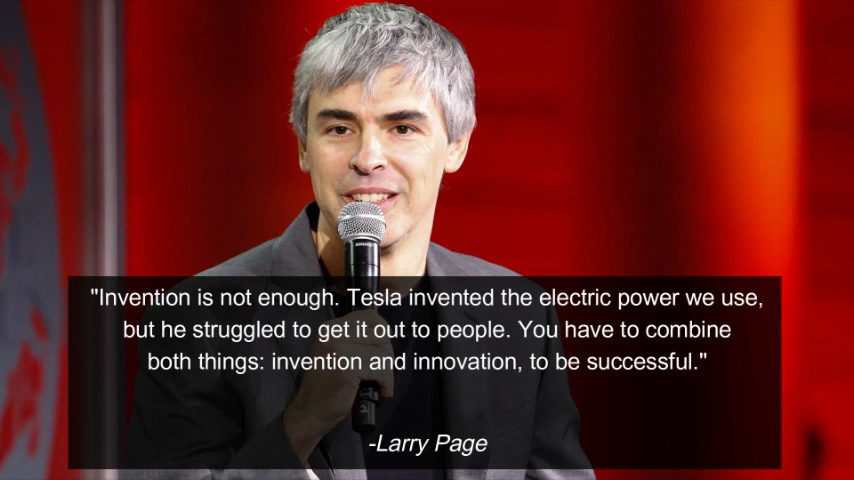 "Invention is not enough. Tesla invented the electric power we use,
but he struggled to get it out to people. You have to combine
both things: invention and innovation, to be successful."
-Larry Page